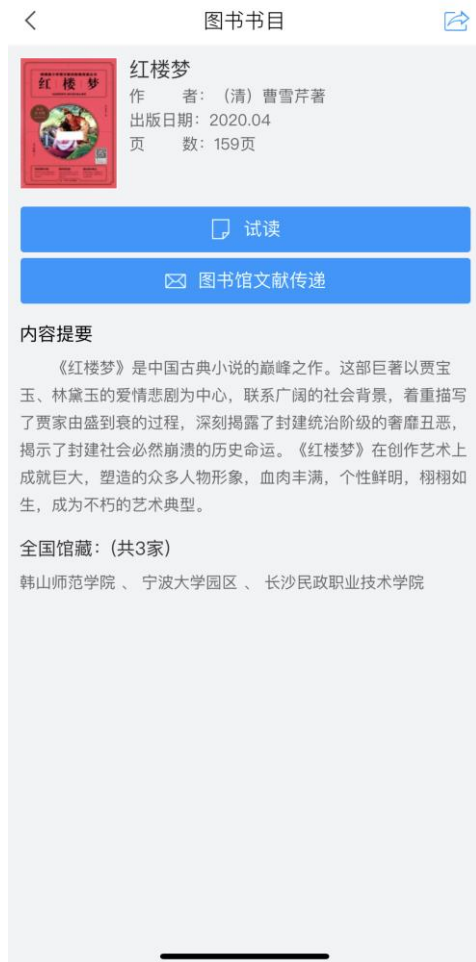 图书书目
红楼梦
红楼梦
作 者：（清）曹雪芹著
出版日期：2020.04
页 数：159页
试读
图书馆文献传递
内容提要
《红楼梦》是中国古典小说的巅峰之作。这部巨著以贾宝
玉、林黛玉的爱情悲剧为中心，联系广阔的社会背景，着重描写
了贾家由盛到衰的过程，深刻揭露了封建统治阶级的奢靡丑恶，
揭示了封建社会必然崩溃的历史命运。《红楼梦》在创作艺术上
成就巨大，塑造的众多人物形象，血肉丰满，个性鲜明，栩栩如
生，成为不朽的艺术典型。
全国馆藏：(共3家)
韩山师范学院 、 宁波大学园区 、 长沙民政职业技术学院